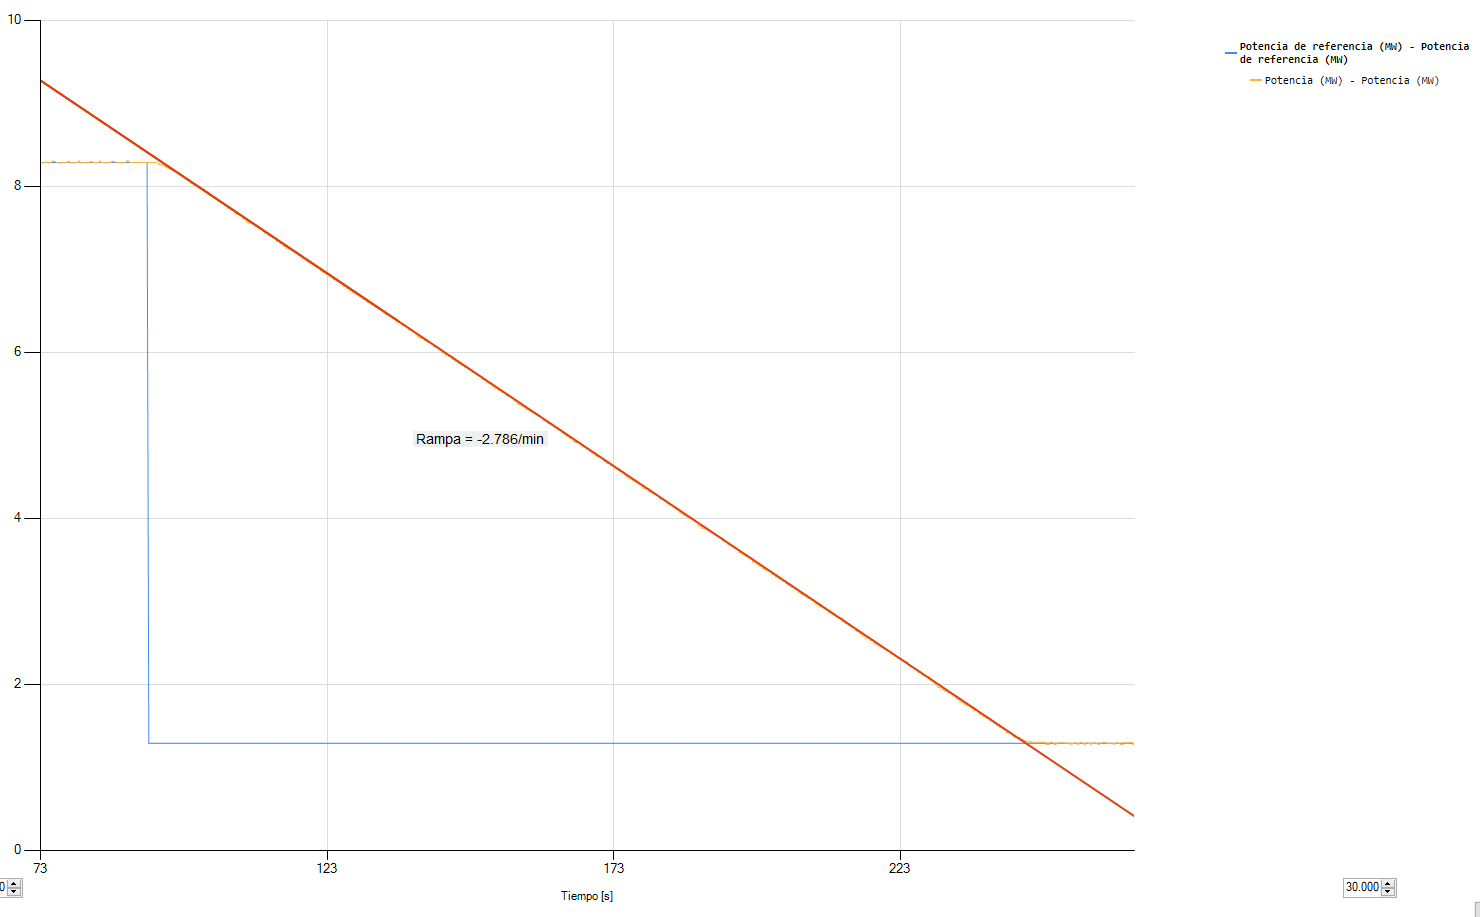 10
8
6
4
2
0
73
123
173
223
Tiempo [s]
Rampa = -2.786/min
Potencia de referencia (MW) - Potencia
de referencia (MW)
Potencia (MW) - Potencia (MW)
0
30.000